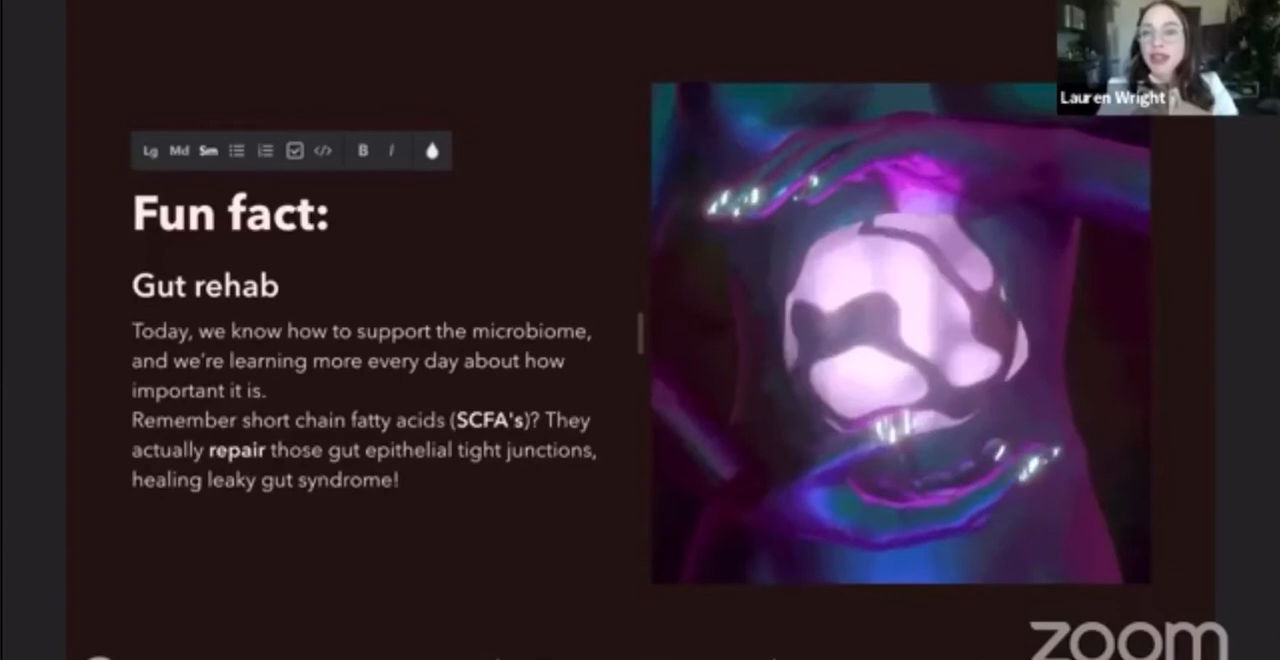 Lauren Wright
Lg Md Sm </> B I
Fun fact:
Gut rehab
Today, we know how to support the microbiome,
and we're learning more every day about how
important it is.
Remember short chain fatty acids (SCFA's)? They
actually repair those gut epithelial tight junctions,
healing leaky gut syndrome!
zoom